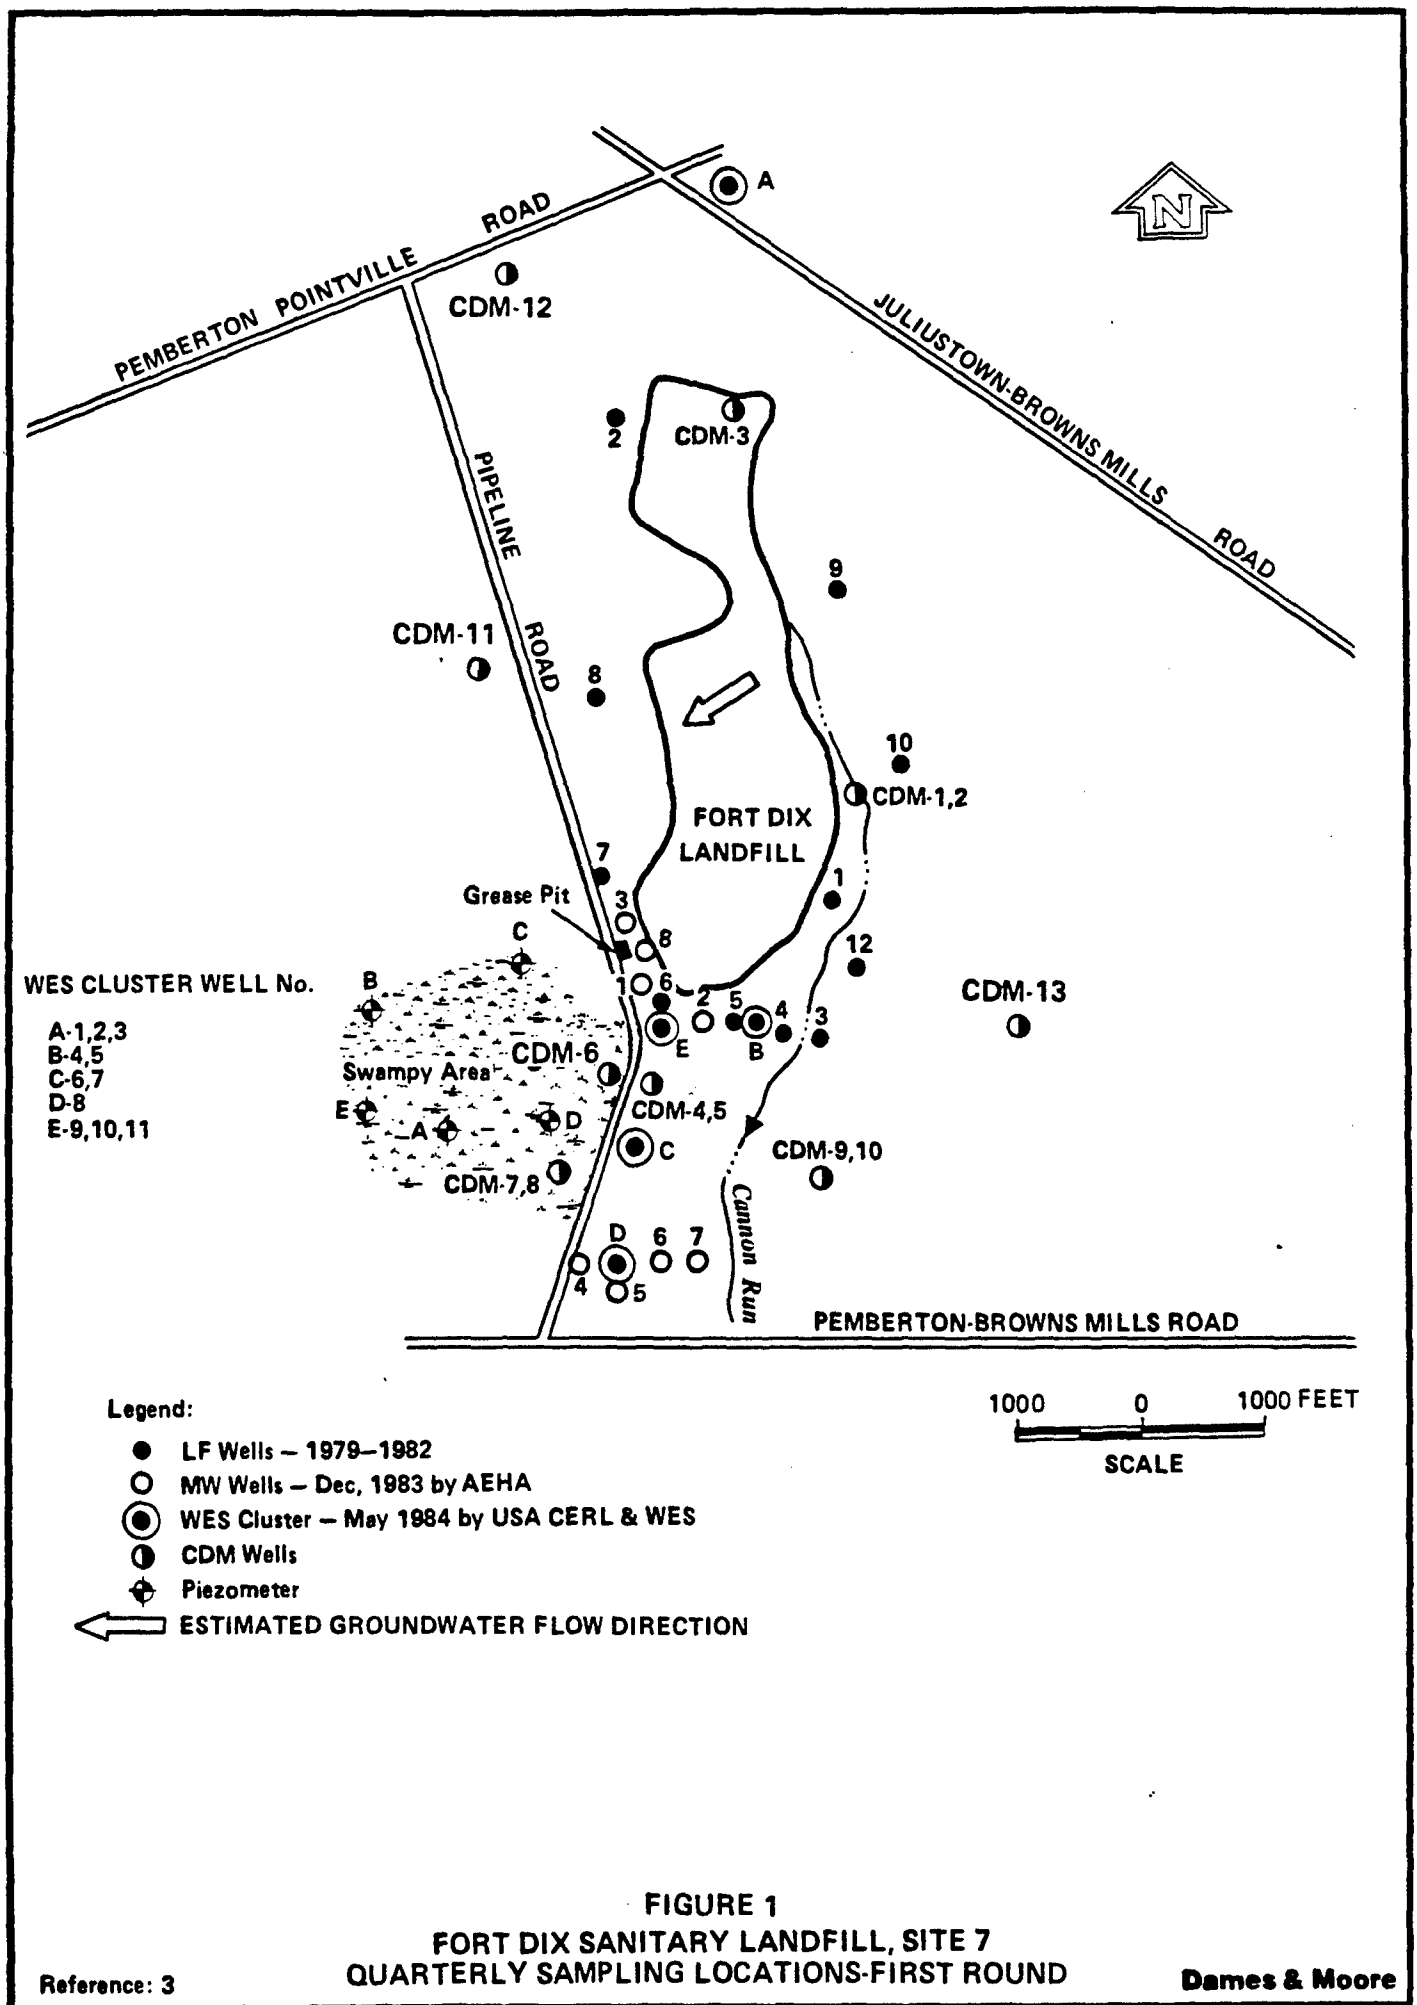 A
N
PEMBERTON POINTVILLE ROAD
CDM-12
JULIUSTOWN-BROWNS MILLS ROAD
2
CDM-3
PIPELINE ROAD
9
CDM-11
8
10
CDM-1,2
FORT DIX
LANDFILL
7
1
Grease Pit
3
C
8
12
WES CLUSTER WELL No.
B
1
6
2
5
4
3
CDM-13
A-1,2,3
B-4,5
C-6,7
D-8
E-9,10,11
E
B
CDM-6
Swampy Area
E
A
D
CDM-4,5
C
CDM-9,10
CDM-7,8
Cannon Run
D
6
7
4
5
PEMBERTON-BROWNS MILLS ROAD
Legend:
1000 0 1000 FEET
SCALE
LF Wells – 1979–1982
MW Wells – Dec, 1983 by AEHA
WES Cluster – May 1984 by USA CERL & WES
CDM Wells
Piezometer
ESTIMATED GROUNDWATER FLOW DIRECTION
FIGURE 1
FORT DIX SANITARY LANDFILL, SITE 7
QUARTERLY SAMPLING LOCATIONS-FIRST ROUND
Reference: 3
Dames & Moore